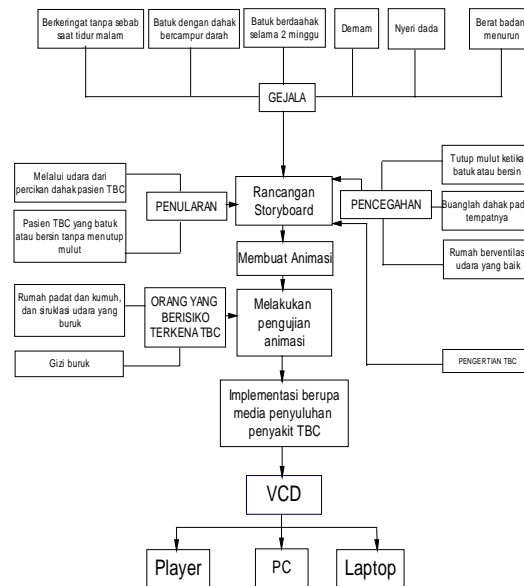 Berkeringat tanpa sebab
saat tidur malam
Batuk dengan dahak
bercampur darah
Batuk berdaahak
selama 2 minggu
Demam
Nyeri dada
Berat badan
menurun
GEJALA
Melalui udara dari
percikan dahak pasien TBC
Pasien TBC yang batuk
atau bersin tanpa menutup
mulut
PENULARAN
Rancangan
Storyboard
PENCEGAHAN
Tutup mulut ketika
batuk atau bersin
Buanglah dahak pada
tempatnya
Rumah berventilasi
udara yang baik
Membuat Animasi
Rumah padat dan kumuh,
dan siruklasi udara yang
buruk
Gizi buruk
ORANG YANG
BERISIKO
TERKENA TBC
Melakukan
pengujian
animasi
PENGERTIAN TBC
Implementasi berupa
media penyuluhan
penyakit TBC
VCD
Player
PC
Laptop